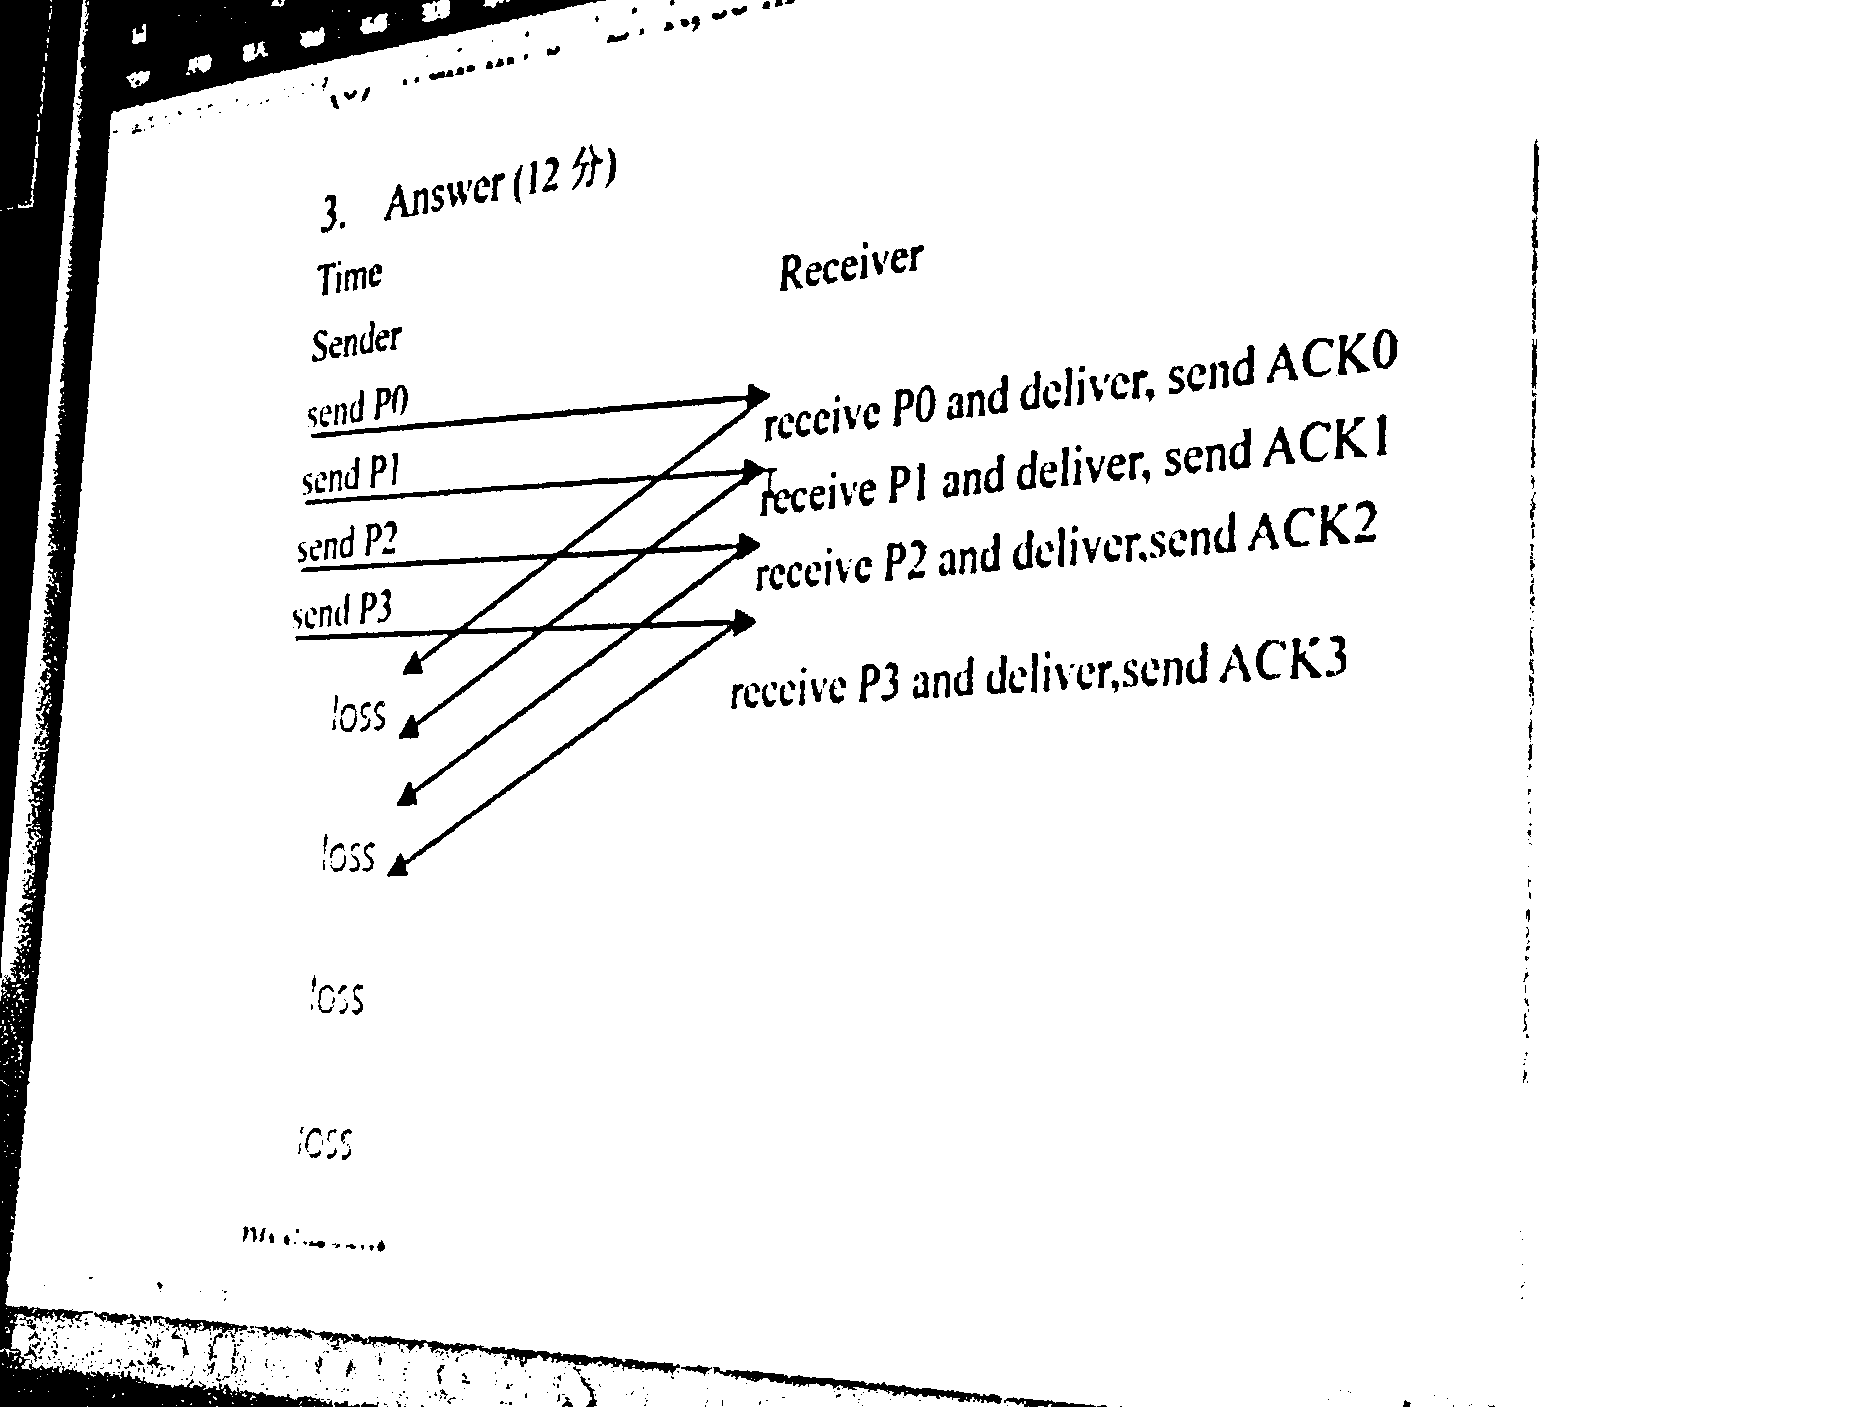 3. Answer (12 分)
Time
Receiver
Sender
send P0
receive P0 and deliver, send ACK0
send P1
receive P1 and deliver, send ACK1
send P2
receive P2 and deliver,send ACK2
send P3
receive P3 and deliver,send ACK3
loss
loss
loss
loss